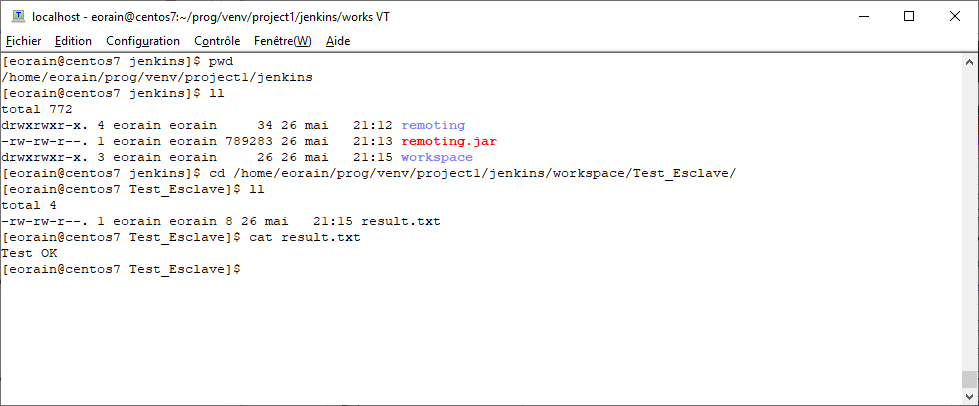 localhost - eorain@centos7:~/prog/venv/project1/jenkins/works VT
Fichier Edition Configuration Contrôle Fenêtre(W) Aide
[eorain@centos7 jenkins]$ pwd
/home/eorain/prog/venv/project1/jenkins
[eorain@centos7 jenkins]$ ll
total 772
drwxrwxr-x. 4 eorain eorain     34 26 mai   21:12 remoting
-rw-rw-r--. 1 eorain eorain 789283 26 mai   21:13 remoting.jar
drwxrwxr-x. 3 eorain eorain     26 26 mai   21:15 workspace
[eorain@centos7 jenkins]$ cd /home/eorain/prog/venv/project1/jenkins/workspace/Test_Esclave/
[eorain@centos7 Test_Esclave]$ ll
total 4
-rw-rw-r--. 1 eorain eorain 8 26 mai   21:15 result.txt
[eorain@centos7 Test_Esclave]$ cat result.txt
Test OK
[eorain@centos7 Test_Esclave]$